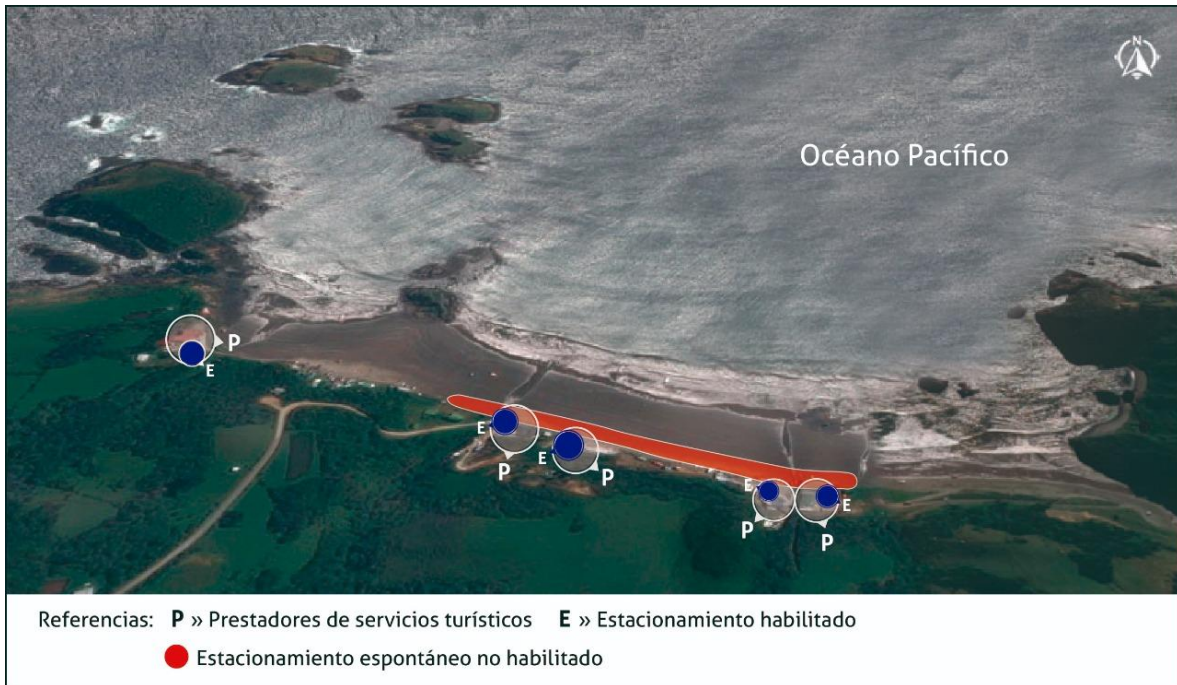 N
Océano Pacífico
P
E
E
P
E
P
E
P
E
P
Referencias: P » Prestadores de servicios turísticos E » Estacionamiento habilitado
Estacionamiento espontáneo no habilitado